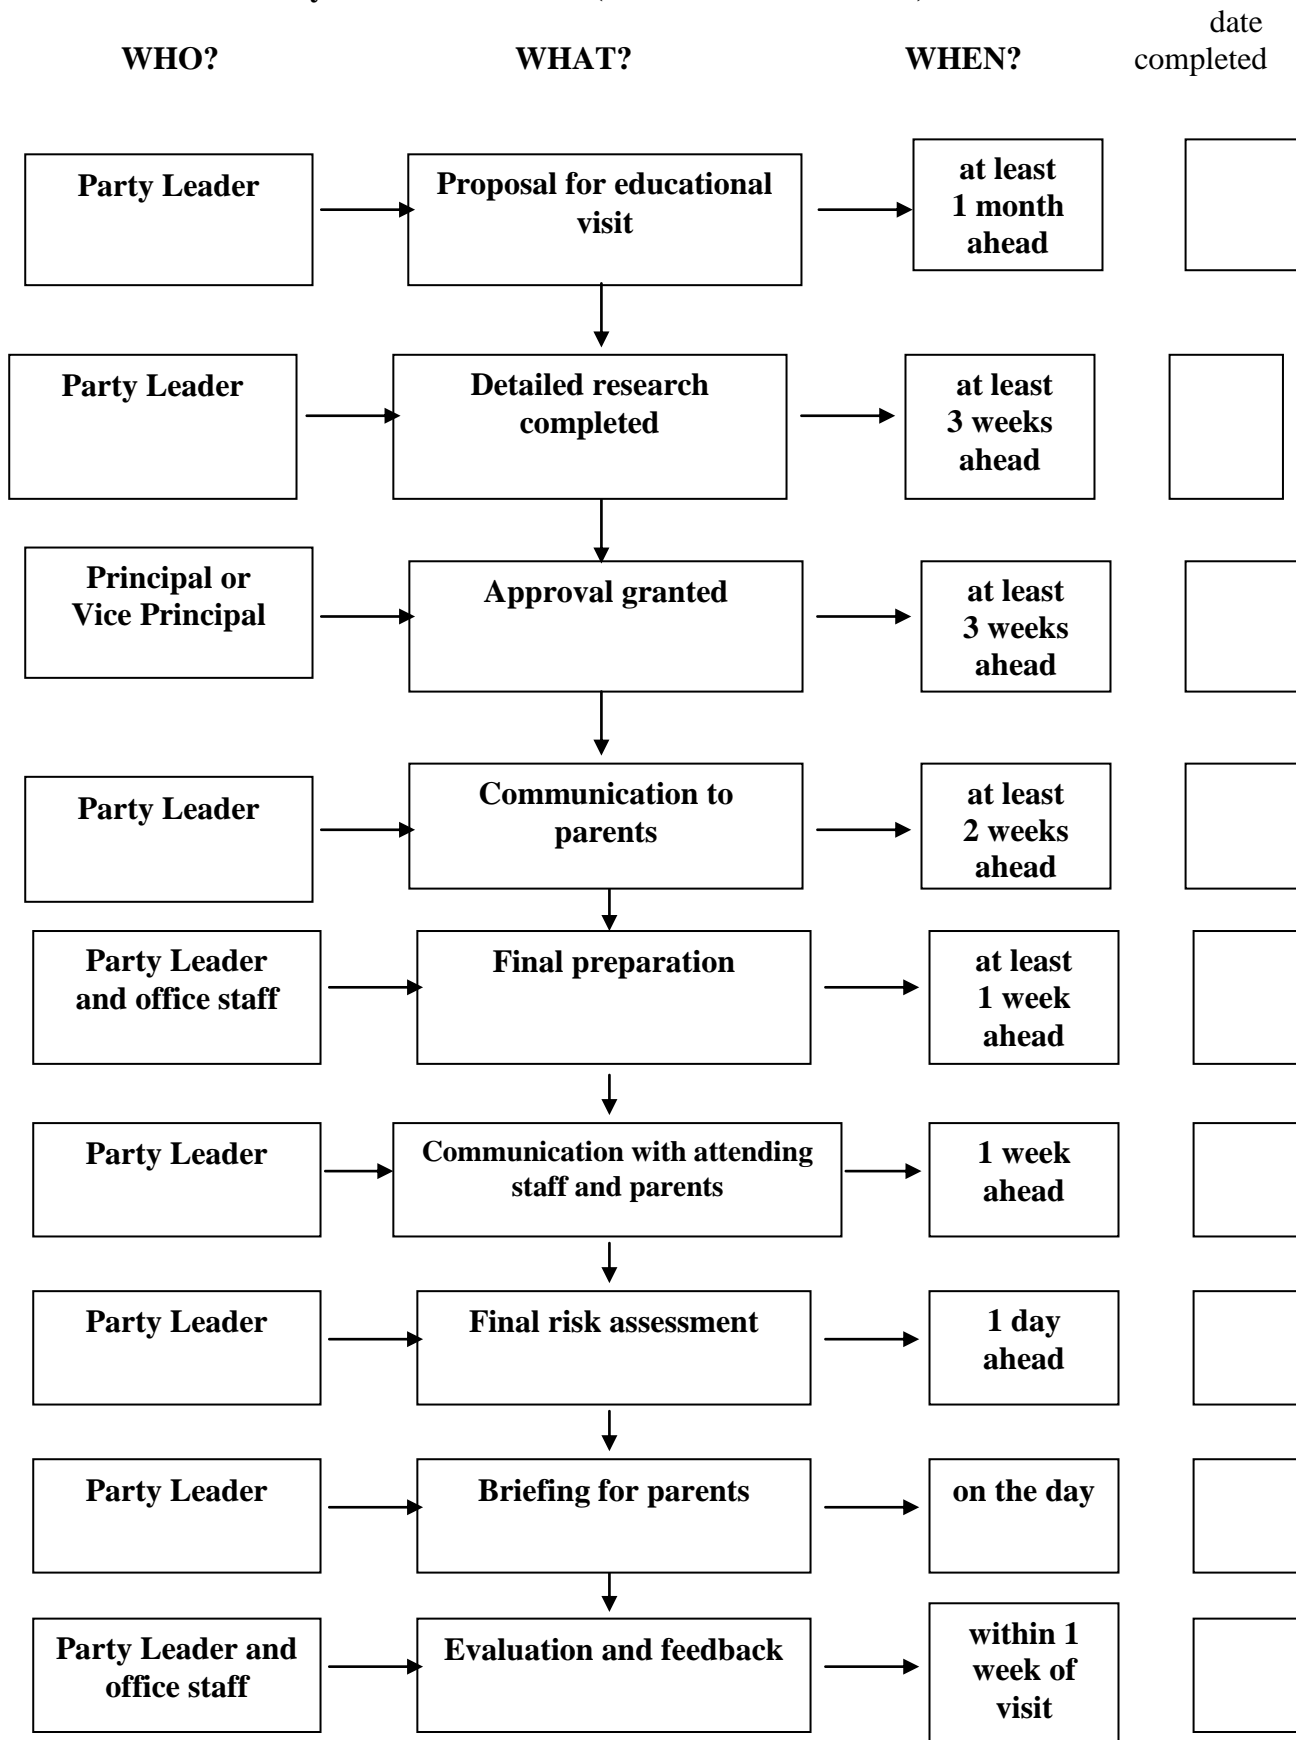 date
WHO? WHAT? WHEN? completed
Party Leader
Proposal for educational
visit
at least
1 month
ahead
Party Leader
Detailed research
completed
at least
3 weeks
ahead
Principal or
Vice Principal
Approval granted
at least
3 weeks
ahead
Party Leader
Communication to
parents
at least
2 weeks
ahead
Party Leader
and office staff
Final preparation
at least
1 week
ahead
Party Leader
Communication with attending
staff and parents
1 week
ahead
Party Leader
Final risk assessment
1 day
ahead
Party Leader
Briefing for parents
on the day
Party Leader and
office staff
Evaluation and feedback
within 1
week of
visit